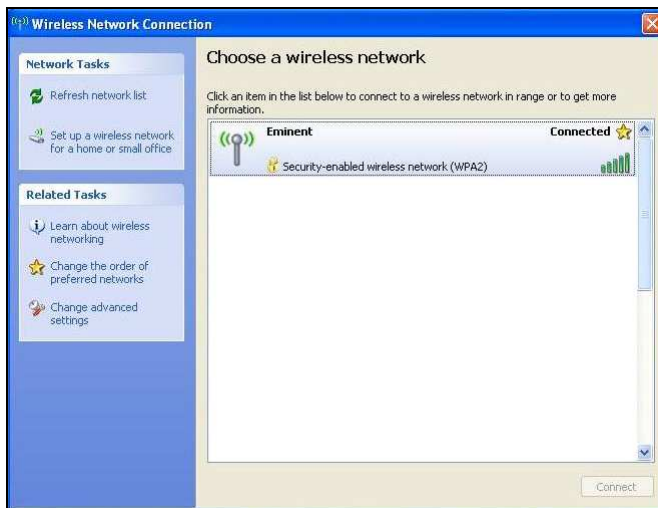 Wireless Network Connection
Network Tasks
Refresh network list
Set up a wireless network
for a home or small office
Related Tasks
Learn about wireless
networking
Change the order of
preferred networks
Change advanced
settings
Choose a wireless network
Click an item in the list below to connect to a wireless network in range or to get more
information.
Eminent Connected
Security-enabled wireless network (WPA2)
Connect